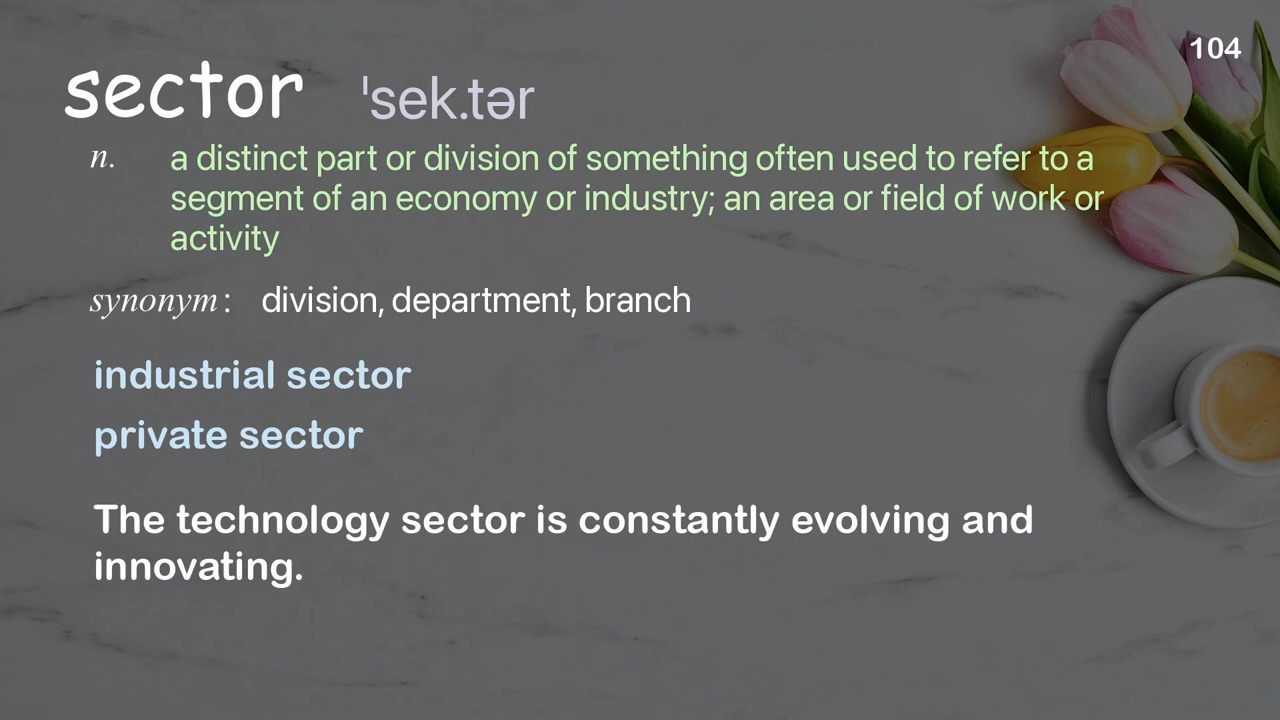 104
sector ˈsek.tər
n. a distinct part or division of something often used to refer to a
segment of an economy or industry; an area or field of work or
activity
synonym: division, department, branch
industrial sector
private sector
The technology sector is constantly evolving and
innovating.